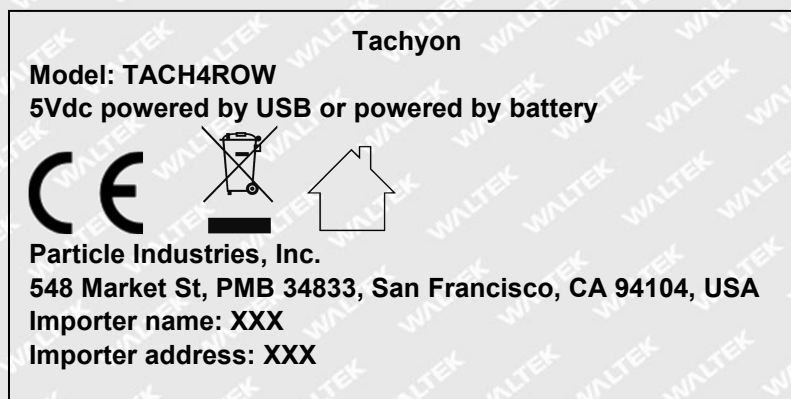 Tachyon
Model: TACH4ROW
5Vdc powered by USB or powered by battery
CE
Particle Industries, Inc.
548 Market St, PMB 34833, San Francisco, CA 94104, USA
Importer name: XXX
Importer address: XXX
WALTEK